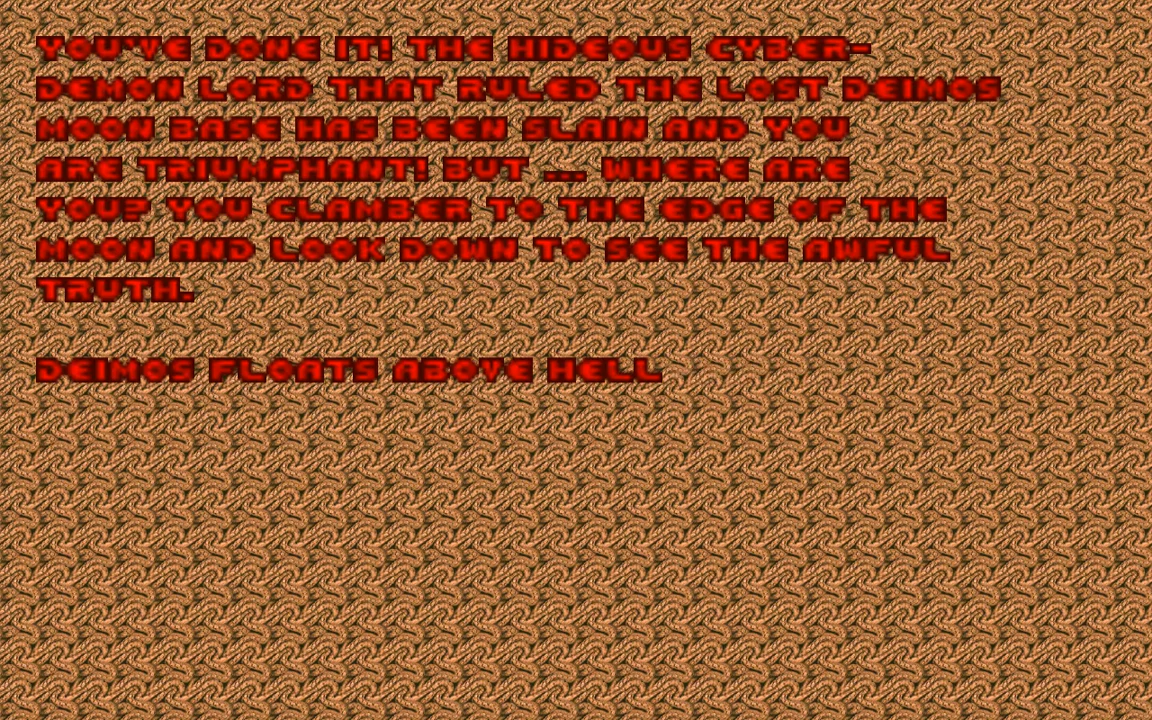 YOU'VE DONE IT! THE HIDEOUS CYBER-
DEMON LORD THAT RULED THE LOST DEIMOS
MOON BASE HAS BEEN SLAIN AND YOU
ARE TRIUMPHANT! BUT ... WHERE ARE
YOU? YOU CLAMBER TO THE EDGE OF THE
MOON AND LOOK DOWN TO SEE THE AWFUL
TRUTH.
DEIMOS FLOATS ABOVE HELL